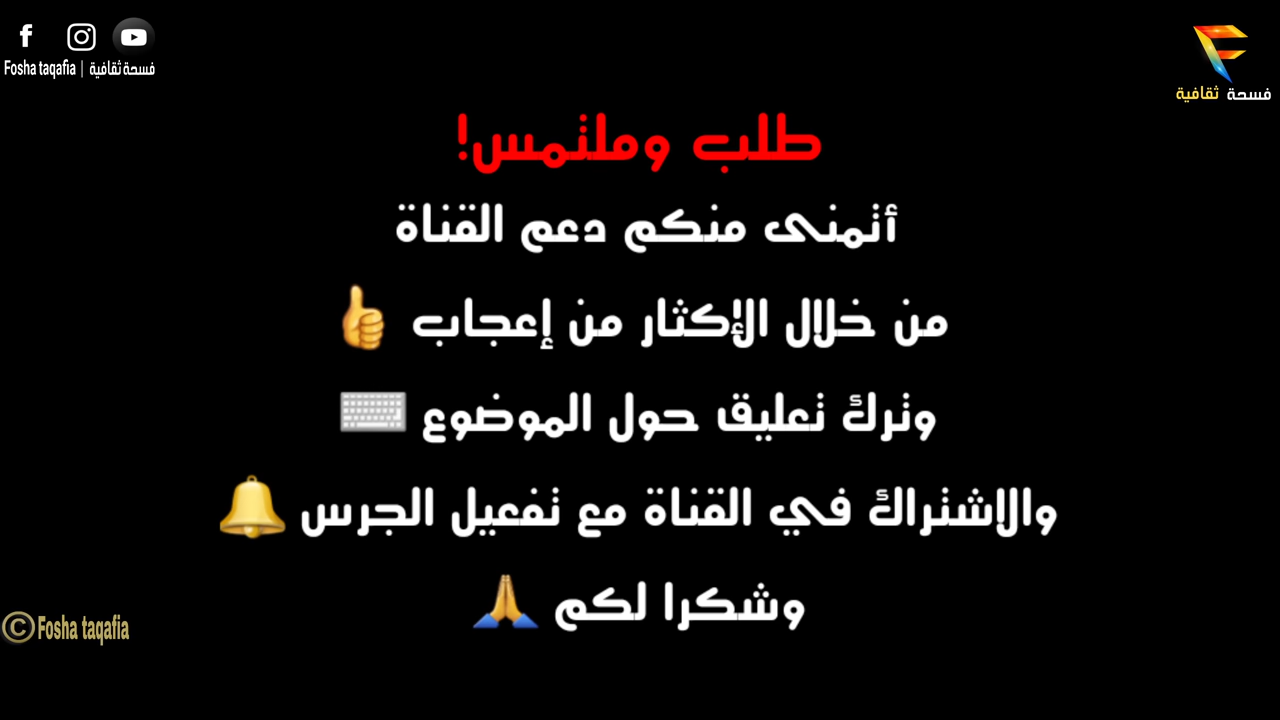 Fosha taqafia | فسحة ثقافية
فسحة ثقافية
طلب وملتمس!
أتمنى منكم دعم القناة
من خلال الإكثار من إعجاب 👍
وترك تعليق حول الموضوع ⌨
والاشتراك في القناة مع تفعيل الجرس 🔔
وشكرا لكم 🙏
© Fosha taqafia